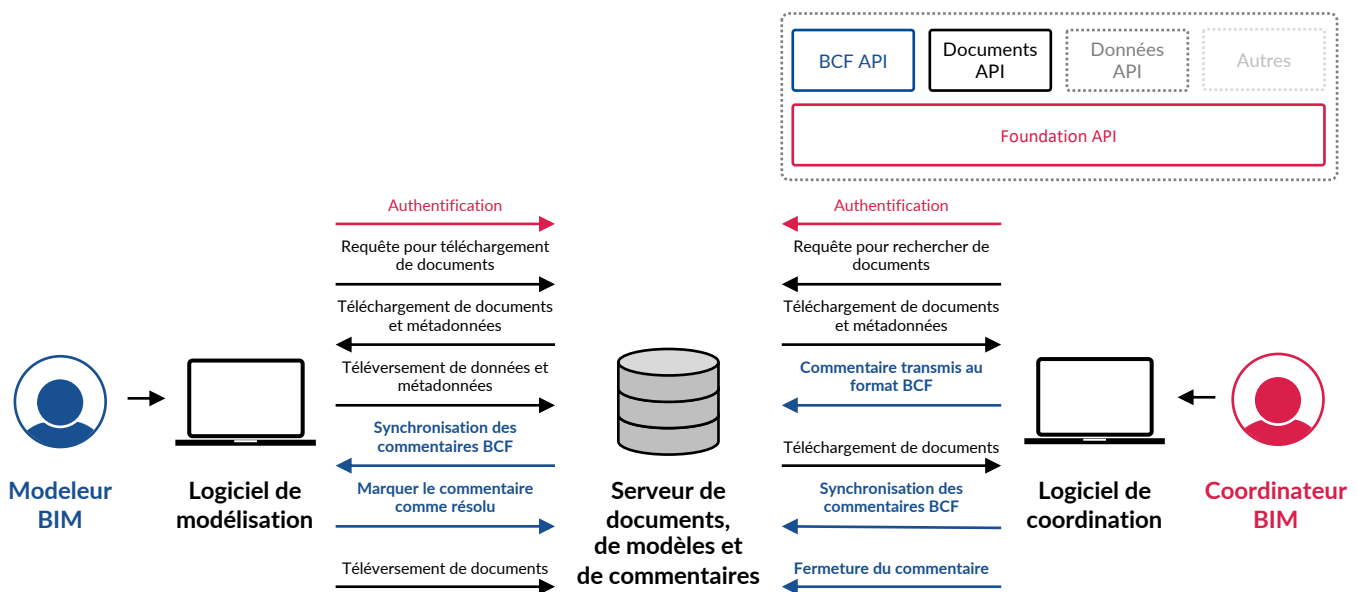 BCF API
Documents
API
Données
API
Autres
Foundation API
Authentification
Requête pour téléchargement
de documents
Téléchargement de documents
et métadonnées
Téléversement de données et
métadonnées
Synchronisation des
commentaires BCF
Marquer le commentaire
comme résolu
Téléversement de documents
Authentification
Requête pour rechercher de
documents
Téléchargement de documents
et métadonnées
Commentaire transmis au
format BCF
Téléchargement de documents
Synchronisation des
commentaires BCF
Fermeture du commentaire
Modeleur
BIM
Logiciel de
modélisation
Serveur de
documents,
de modèles et
de commentaires
Logiciel de
coordination
Coordinateur
BIM